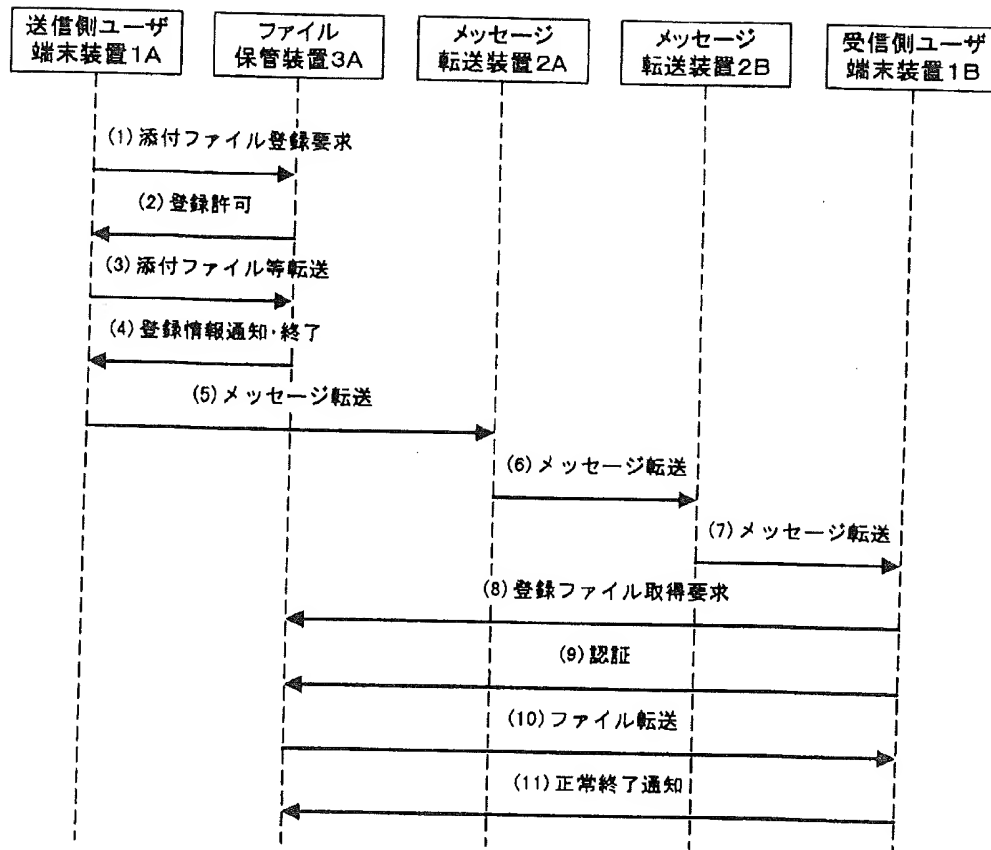 送信側ユーザ
端末装置1A
ファイル
保管装置3A
メッセージ
転送装置2A
メッセージ
転送装置2B
受信側ユーザ
端末装置1B
(1)添付ファイル登録要求
(2)登録許可
(3)添付ファイル等転送
(4)登録情報通知・終了
(5)メッセージ転送
(6)メッセージ転送
(7)メッセージ転送
(8)登録ファイル取得要求
(9)認証
(10)ファイル転送
(11)正常終了通知